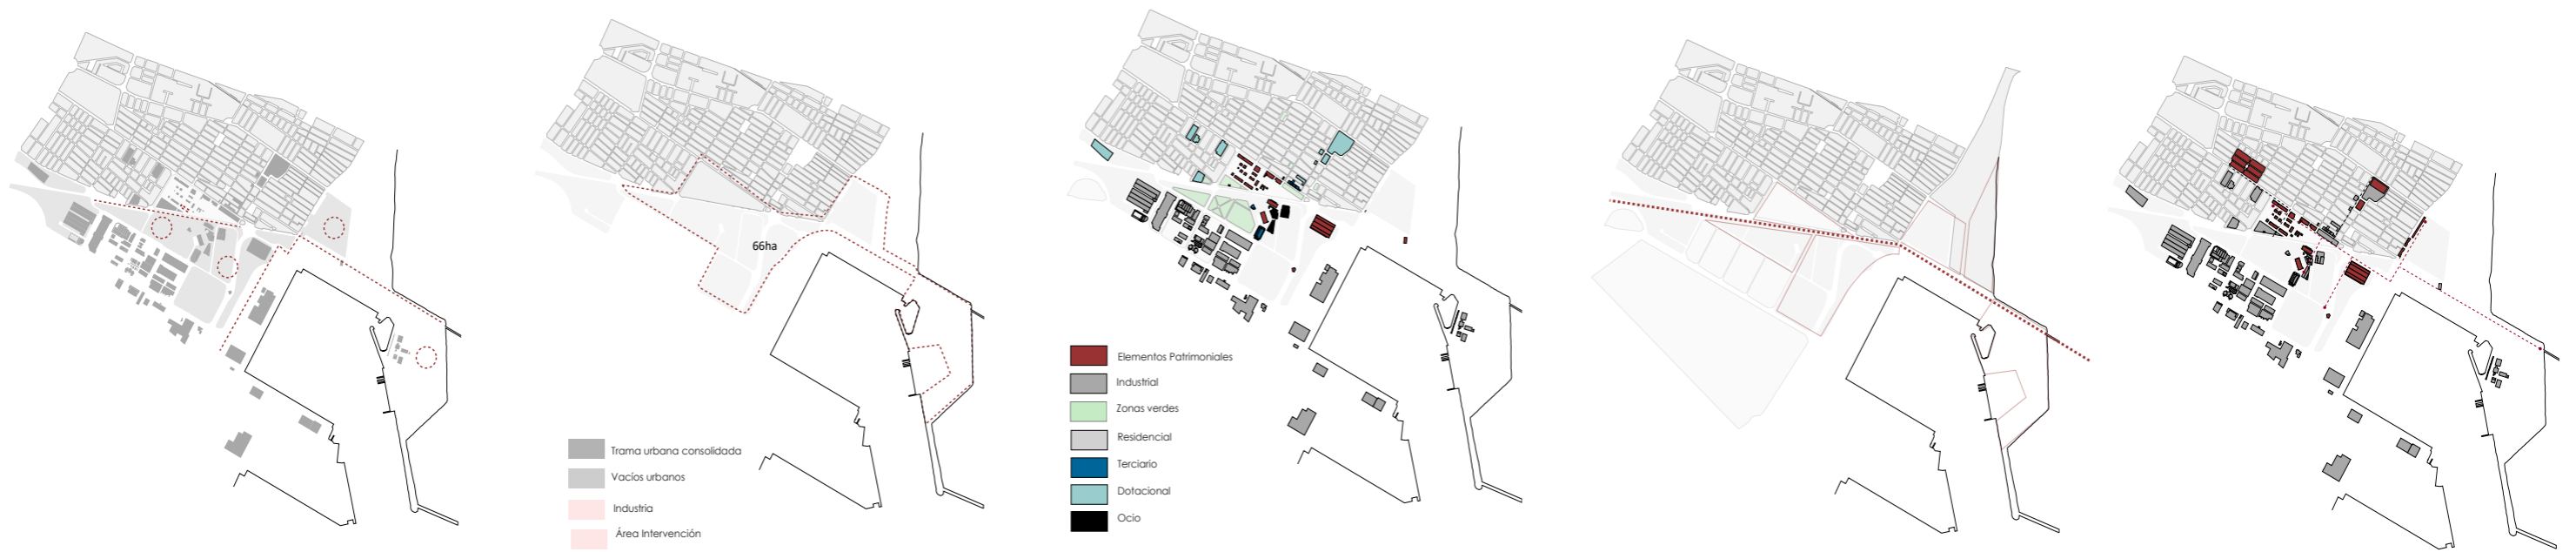 66ha
Trama urbana consolidada
Vacíos urbanos
Industria
Área Intervención
Elementos Patrimoniales
Industrial
Zonas verdes
Residencial
Terciario
Dotacional
Ocio